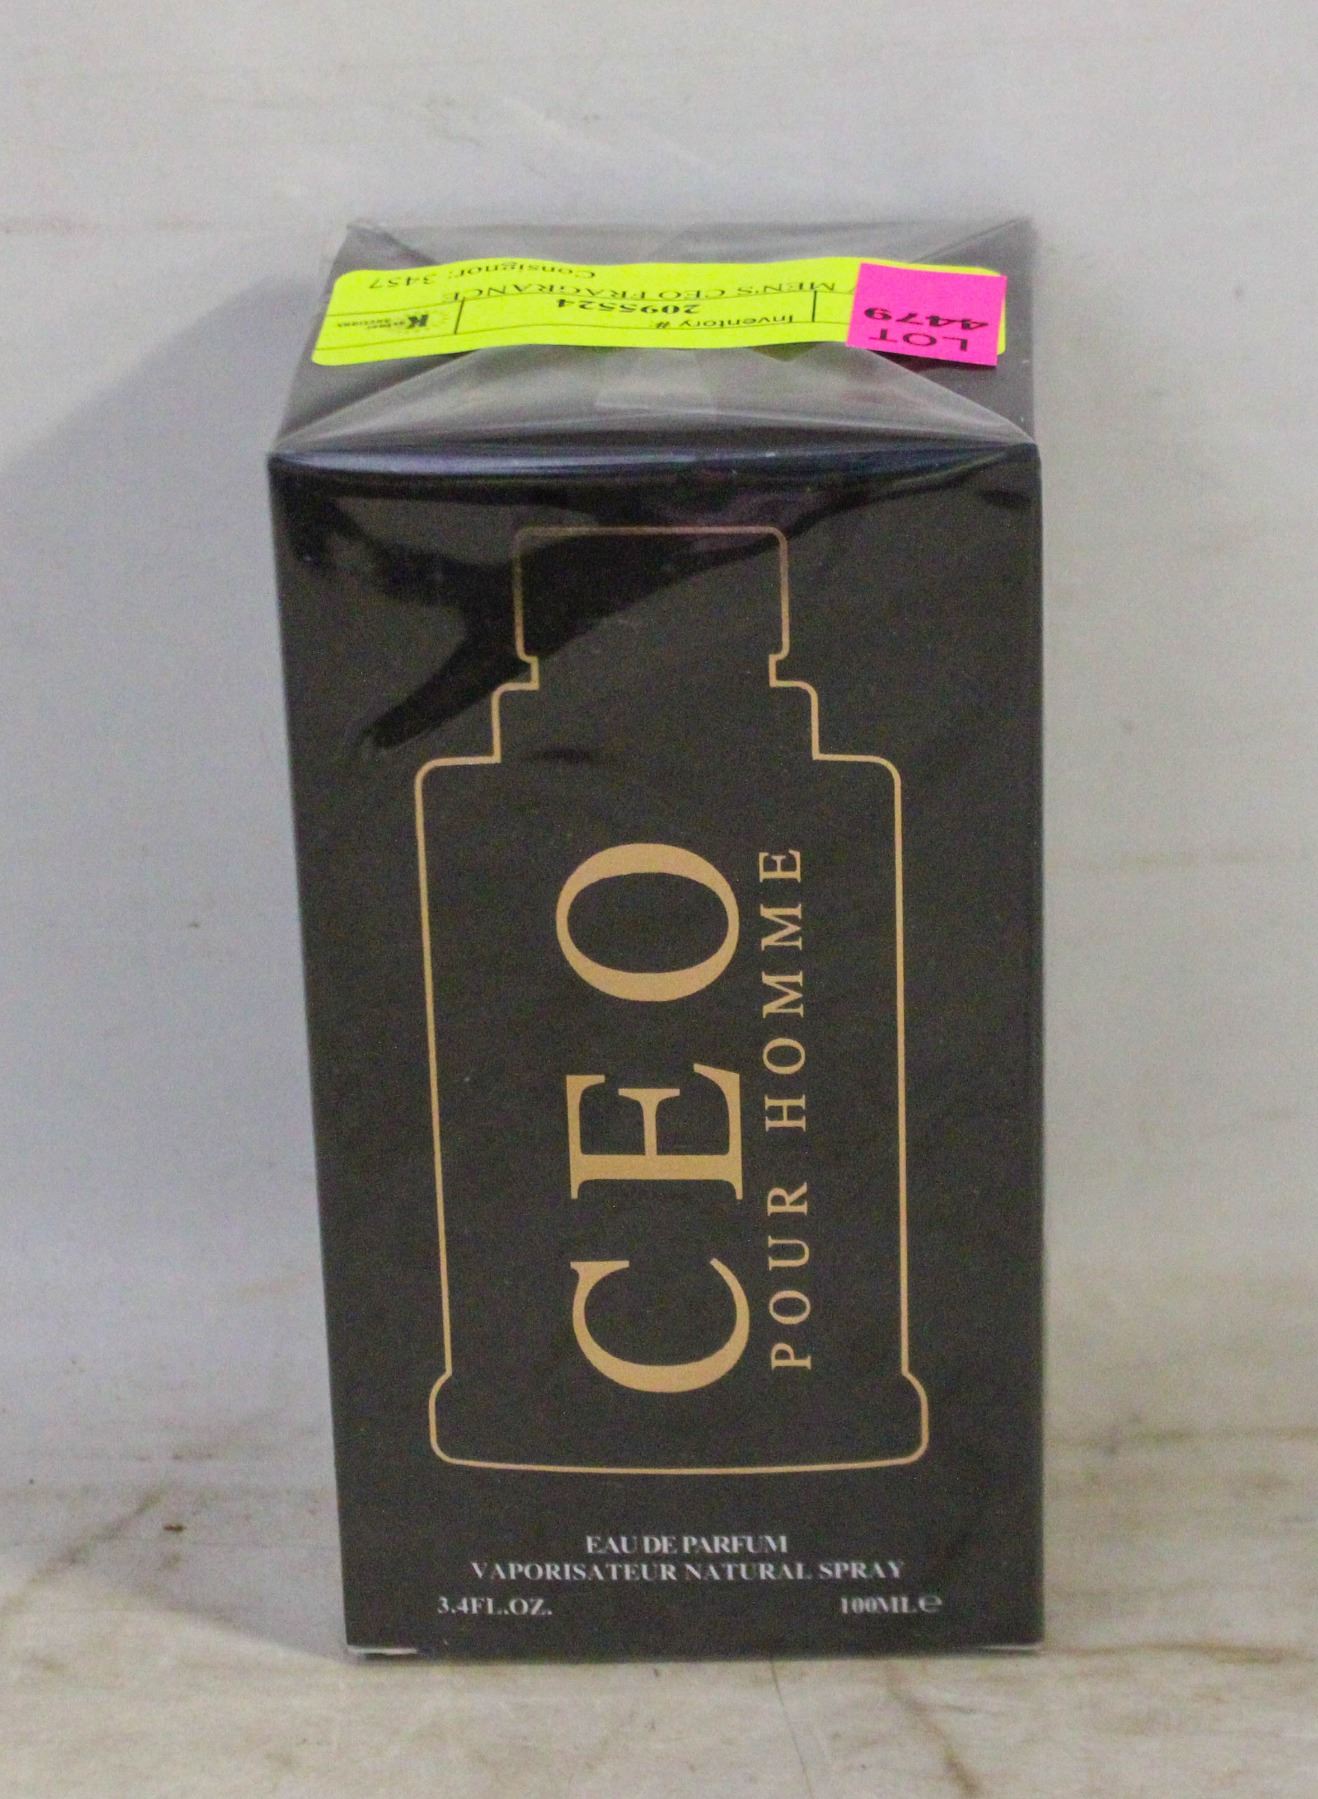 Consignor: 3457
MEN'S CEO FRAGRANCE
Inventory #:
2095524
LOT
4479
CEO
POUR HOMME
EAU DE PARFUM
VAPORISATEUR NATURAL SPRAY
3.4FL.OZ. 100MLe